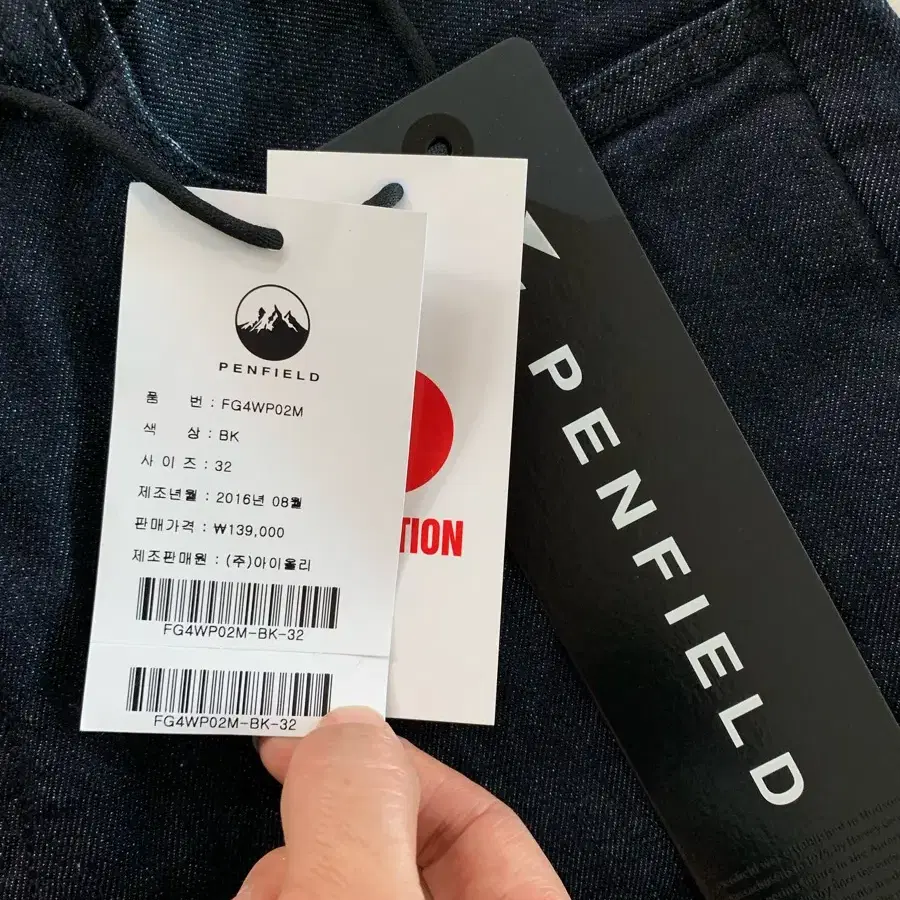 PENFIELD
품 번 : FG4WP02M
색 상 : BK
사 이 즈 : 32
제조년월 : 2016년 08월
판매가격 : ₩139,000
제조판매원 : (주)아이올리
FG4WP02M-BK-32
FG4WP02M-BK-32
TION
PENFIELD